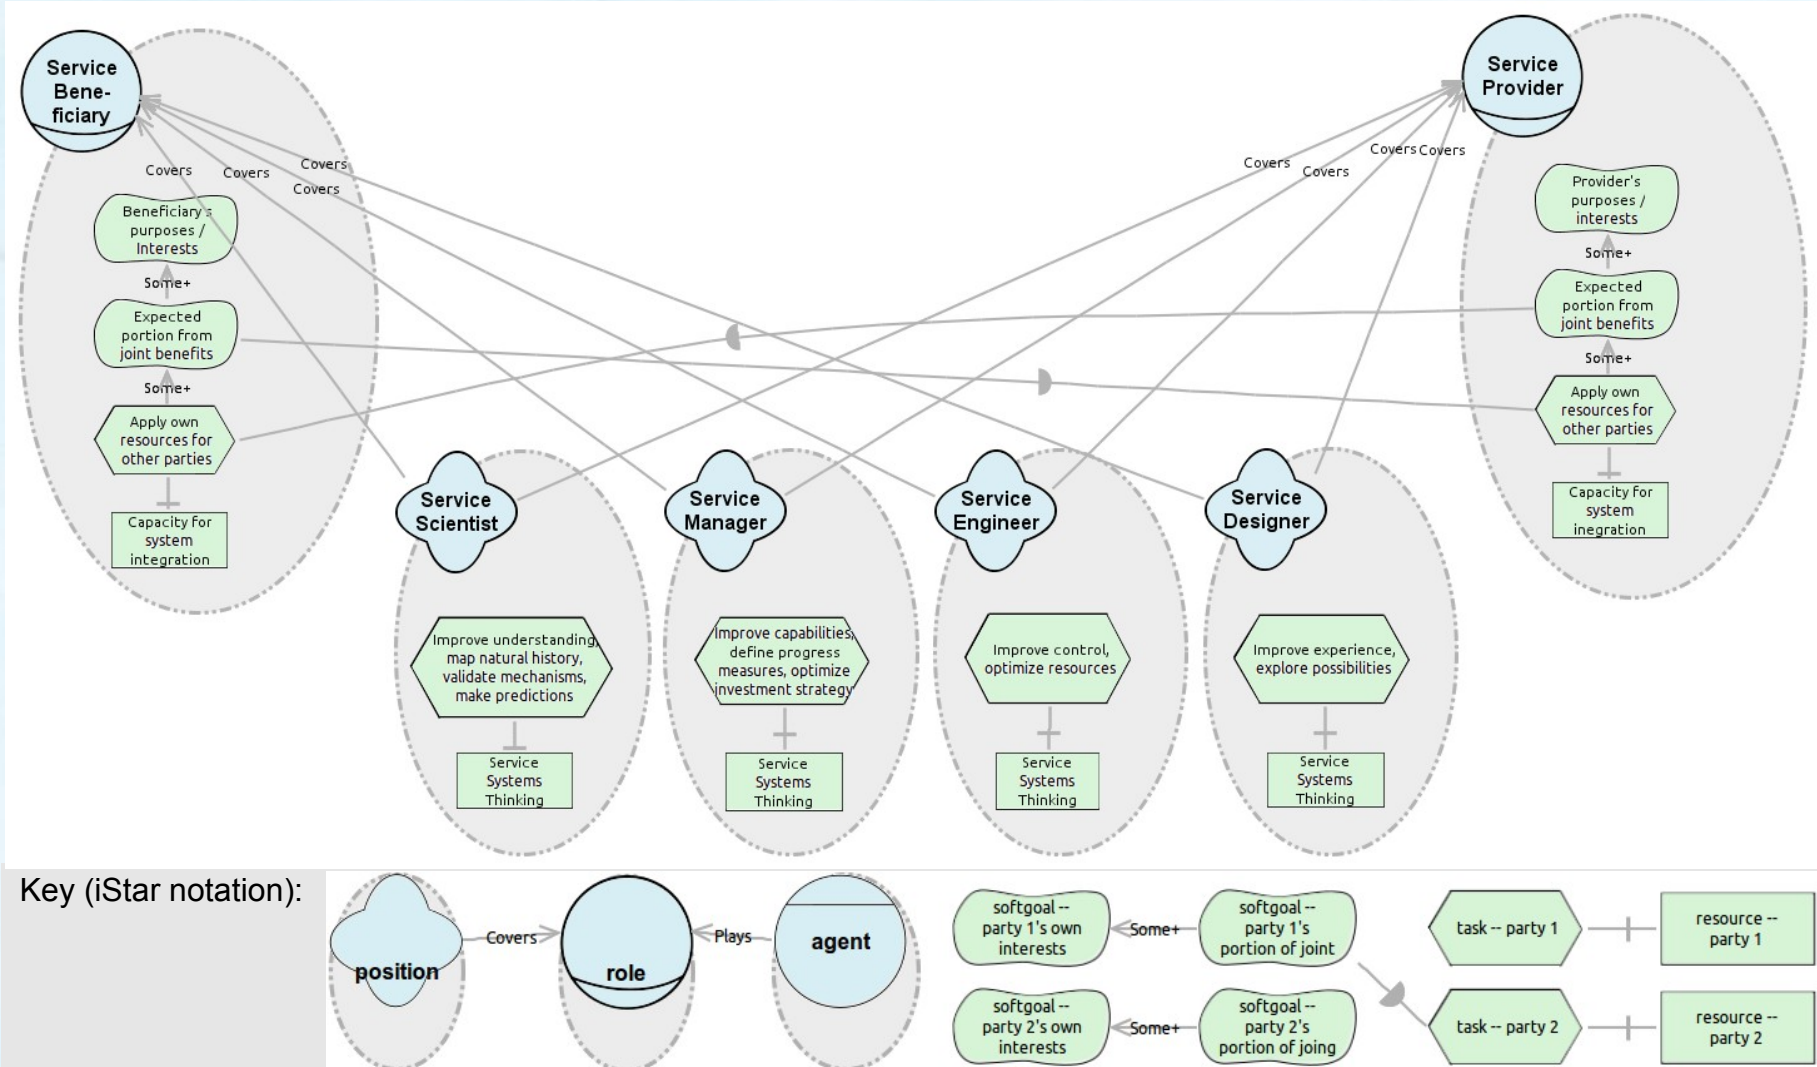 Service
Bene-
ficiary
Service
Provider
Covers
Covers
Covers
Covers
Covers
Covers
Covers
Covers
Beneficiary's
purposes /
Interests
Some+
Expected
portion from
joint benefits
Some+
Apply own
resources for
other parties
Capacity for
system
integration
Provider's
purposes /
interests
Some+
Expected
portion from
joint benefits
Some+
Apply own
resources for
other parties
Capacity for
system
inegration
Service
Scientist
Improve understanding,
map natural history,
validate mechanisms,
make predictions
Service
Systems
Thinking
Service
Manager
Improve capabilities,
define progress
measures, optimize
investment strategy
Service
Systems
Thinking
Service
Engineer
Improve control,
optimize resources
Service
Systems
Thinking
Service
Designer
Improve experience,
explore possibilities
Service
Systems
Thinking
Key (iStar notation):
position
Covers
role
Plays
agent
softgoal --
party 1's own
interests
Some+
softgoal --
party 1's
portion of joint
task -- party 1
resource --
party 1
softgoal --
party 2's own
interests
Some+
softgoal --
party 2's
portion of joing
task -- party 2
resource --
party 2